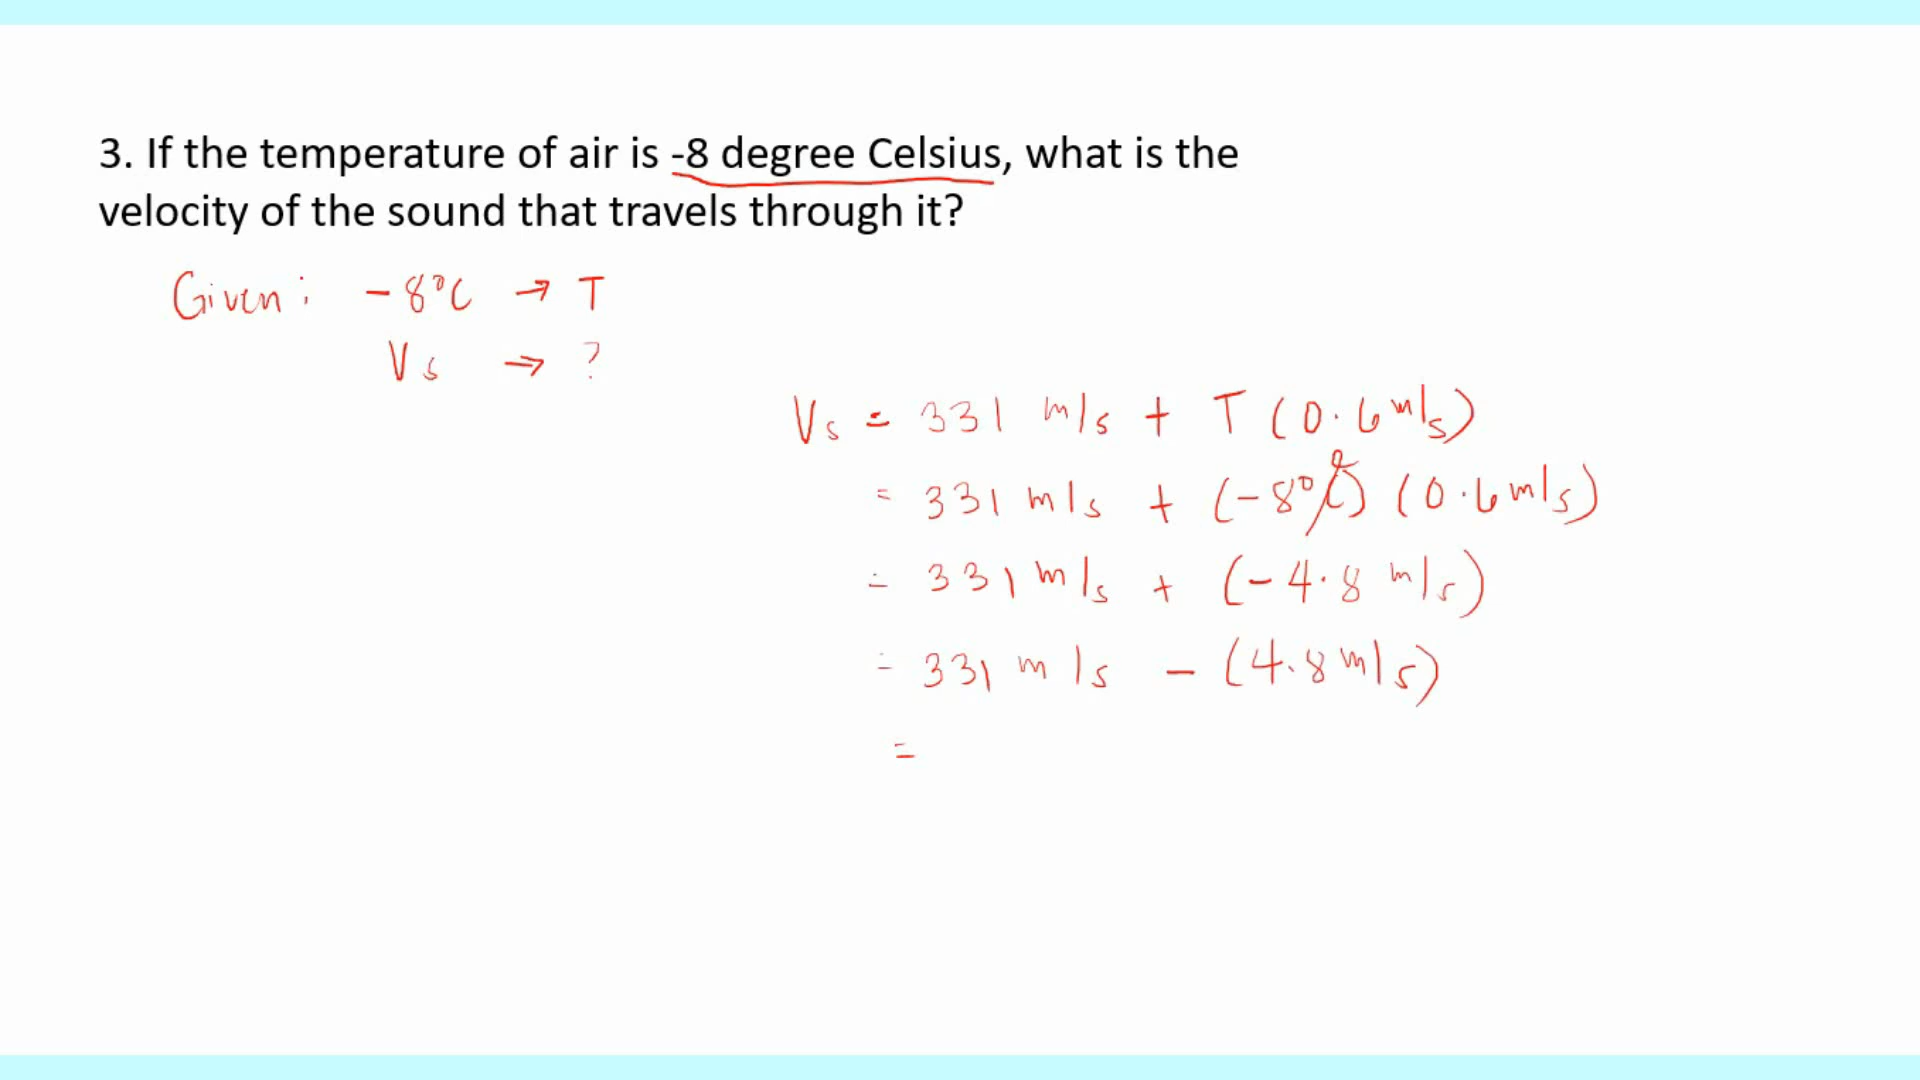 3. If the temperature of air is -8 degree Celsius, what is the
velocity of the sound that travels through it?
Given: -8°C → T
Vs → ?
Vs = 331 m/s + T (0.6 m/s)
= 331 m/s + (-8°C) (0.6 m/s)
= 331 m/s + (-4.8 m/s)
= 331 m/s - (4.8 m/s)
=